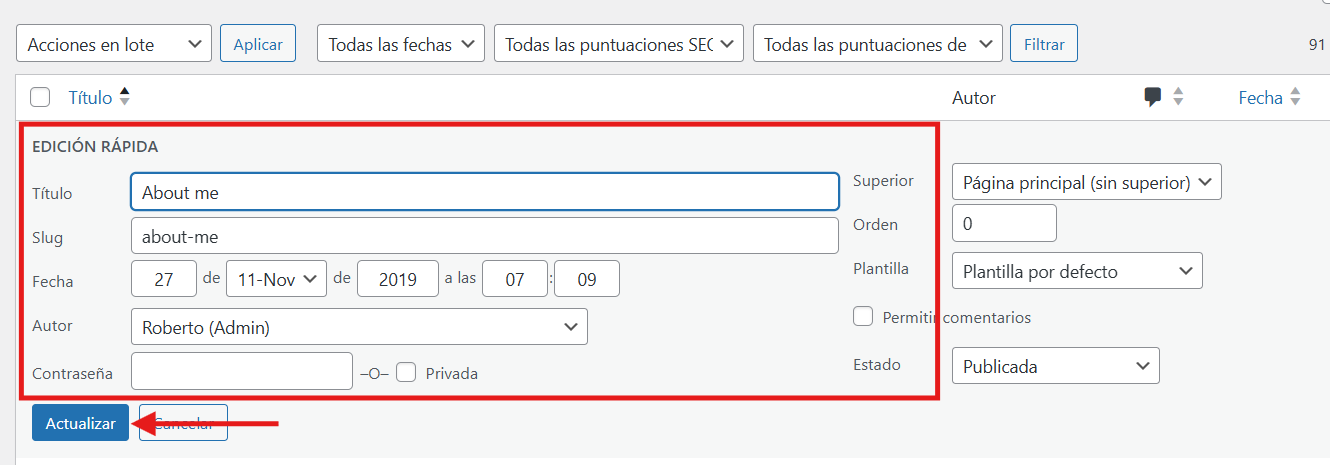 Acciones en lote Aplicar Todas las fechas Todas las puntuaciones SEC Todas las puntuaciones de Filtrar 91
Título Autor Fecha
EDICIÓN RÁPIDA
Título About me
Slug about-me
Fecha 27 de 11-Nov de 2019 a las 07 : 09
Autor Roberto (Admin)
Contraseña –O– Privada
Superior Página principal (sin superior)
Orden 0
Plantilla Plantilla por defecto
Permitir comentarios
Estado Publicada
Actualizar Cancelar